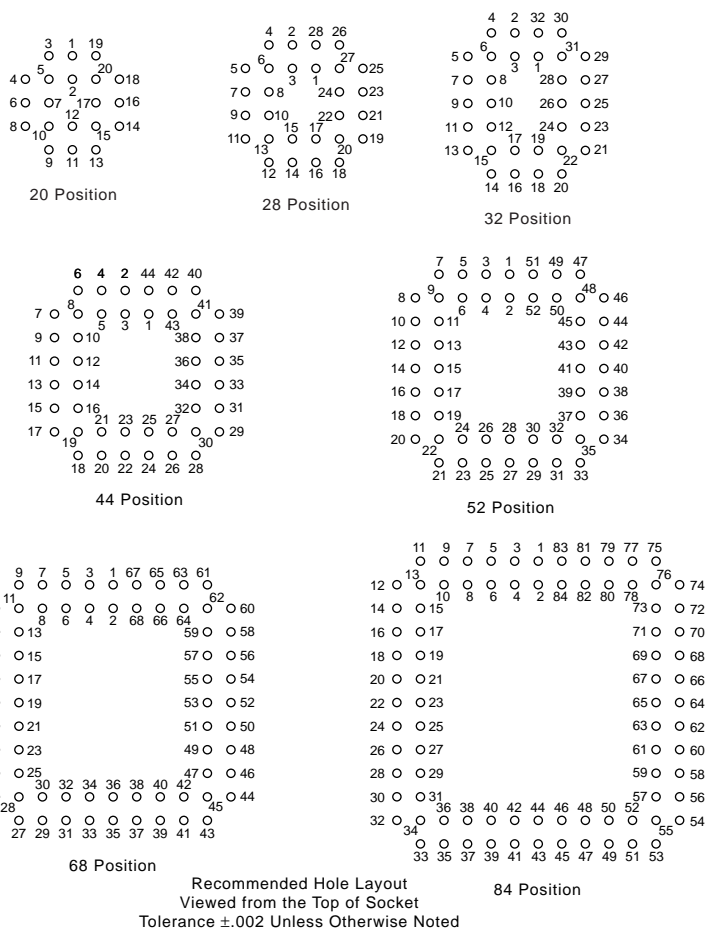 3 1 19
5 20
4 18
2
6 7 17 16
12
8 14
10 15
9 11 13
20 Position
4 2 28 26
6 27
5 25
3 1
7 8 24 23
9 10 22 21
15 17
11 19
13 20
12 14 16 18
28 Position
4 2 32 30
6 31
5 29
3 1
7 8 28 27
9 10 26 25
11 12 24 23
17 19
13 21
15 22
14 16 18 20
32 Position
6 4 2 44 42 40
8 41
7 39
5 3 1 43
9 10 38 37
11 12 36 35
13 14 34 33
15 16 32 31
21 23 25 27
17 29
19 30
18 20 22 24 26 28
44 Position
7 5 3 1 51 49 47
9 48
8 46
6 4 2 52 50
10 11 45 44
12 13 43 42
14 15 41 40
16 17 39 38
18 19 37 36
24 26 28 30 32
20 34
22 35
21 23 25 27 29 31 33
52 Position
9 7 5 3 1 67 65 63 61
11 62
60
8 6 4 2 68 66 64
13 59 58
15 57 56
17 55 54
19 53 52
21 51 50
23 49 48
25 47 46
30 32 34 36 38 40 42
44
28 45
27 29 31 33 35 37 39 41 43
68 Position
11 9 7 5 3 1 83 81 79 77 75
13 76
12 74
10 8 6 4 2 84 82 80 78
14 15 73 72
16 17 71 70
18 19 69 68
20 21 67 66
22 23 65 64
24 25 63 62
26 27 61 60
28 29 59 58
30 31 57 56
36 38 40 42 44 46 48 50 52
32 54
34 55
33 35 37 39 41 43 45 47 49 51 53
84 Position
Recommended Hole Layout
Viewed from the Top of Socket
Tolerance ±.002 Unless Otherwise Noted